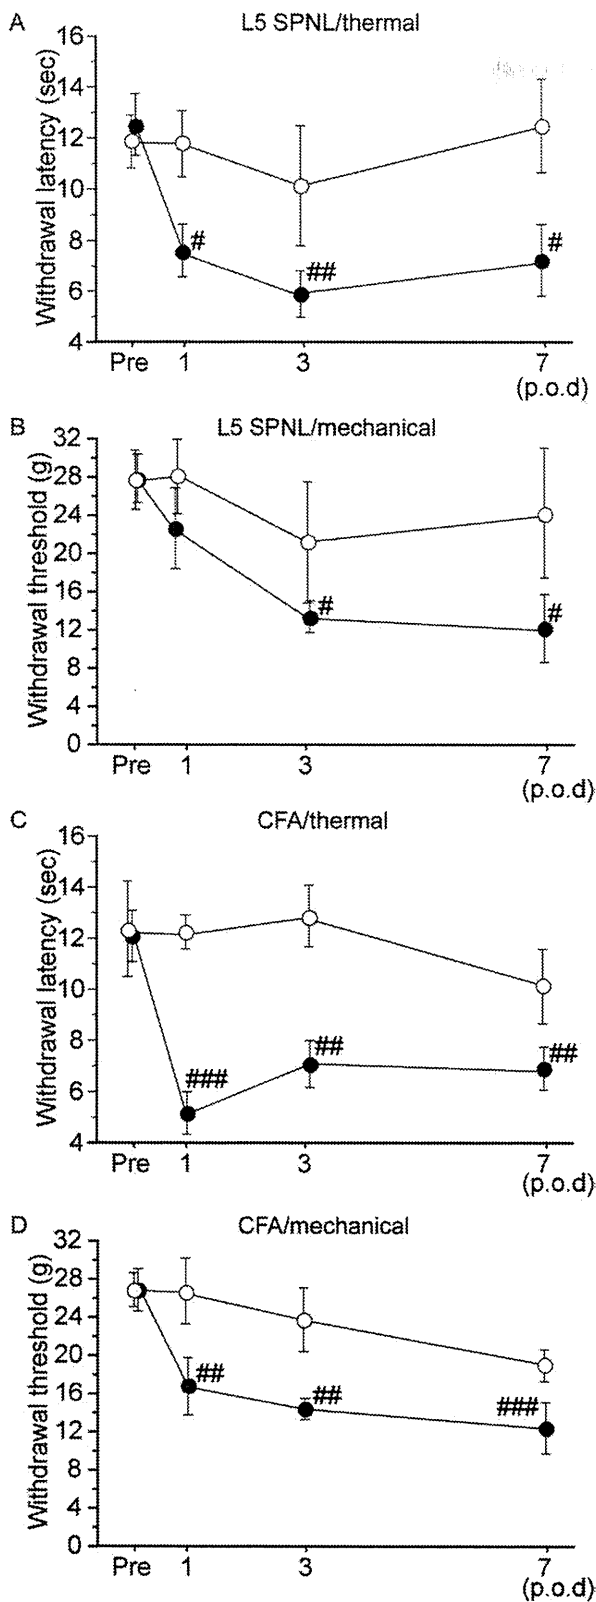 A
L5 SPNL/thermal
Withdrawal latency (sec)
16
14
12
10
8
6
4
#
##
#
Pre 1 3 7
(p.o.d)
B
L5 SPNL/mechanical
Withdrawal threshold (g)
32
28
24
20
16
12
8
4
0
#
#
Pre 1 3 7
(p.o.d)
C
CFA/thermal
Withdrawal latency (sec)
16
14
12
10
8
6
4
###
##
##
Pre 1 3 7
(p.o.d)
D
CFA/mechanical
Withdrawal threshold (g)
32
28
24
20
16
12
8
4
0
##
##
###
Pre 1 3 7
(p.o.d)